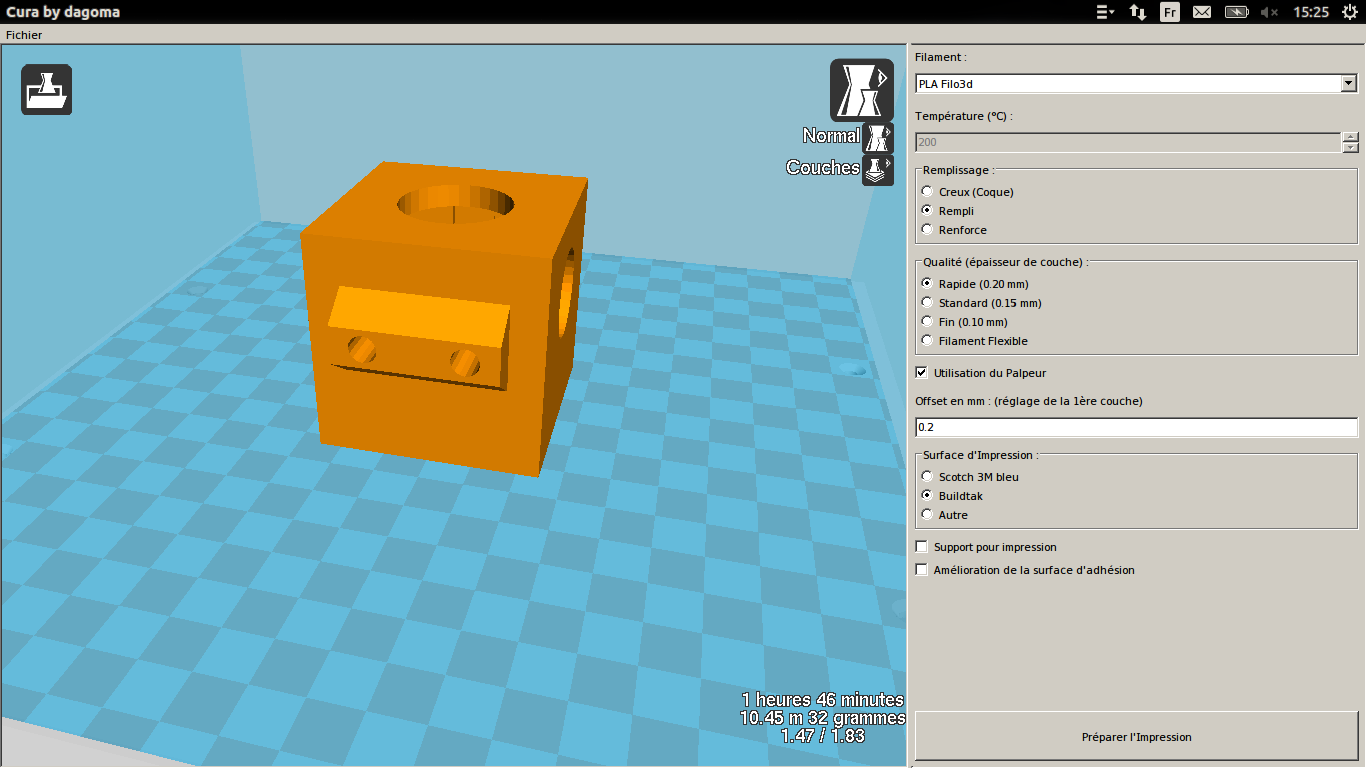 Cura by dagoma
Fr
15:25
Fichier
Normal
Couches
1 heures 46 minutes
10.45 m 32 grammes
1.47 / 1.83
Filament :
PLA Filo3d
Température (°C) :
200
Remplissage :
Creux (Coque)
Rempli
Renforce
Qualité (épaisseur de couche) :
Rapide (0.20 mm)
Standard (0.15 mm)
Fin (0.10 mm)
Filament Flexible
Utilisation du Palpeur
Offset en mm : (réglage de la 1ère couche)
0.2
Surface d'Impression :
Scotch 3M bleu
Buildtak
Autre
Support pour impression
Amélioration de la surface d'adhésion
Préparer l'Impression